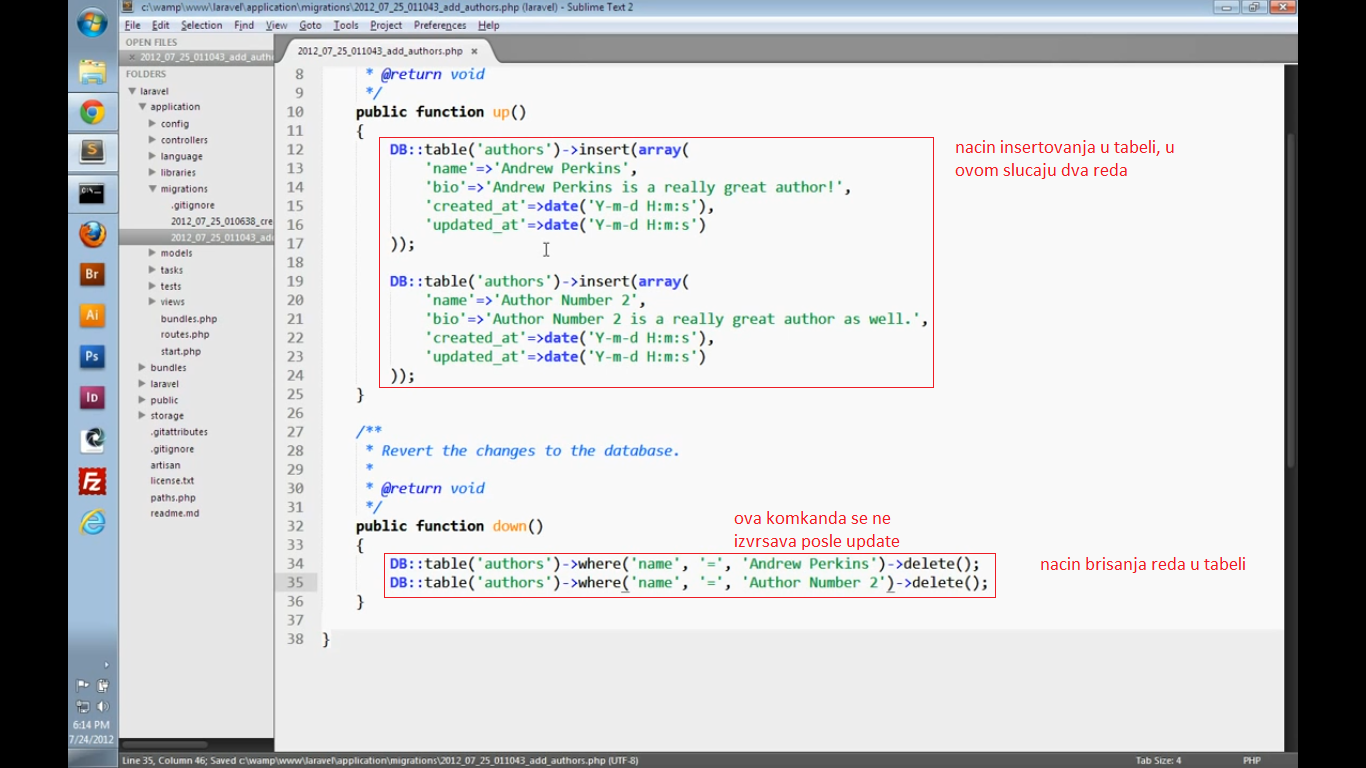 c:\wamp\www\laravel\application\migrations\2012_07_25_011043_add_authors.php (laravel) - Sublime Text 2
File Edit Selection Find View Goto Tools Project Preferences Help
OPEN FILES
2012_07_25_011043_add_auth
FOLDERS
laravel
application
config
controllers
language
libraries
migrations
.gitignore
2012_07_25_010638_cre
2012_07_25_011043_add
models
tasks
tests
views
bundles.php
routes.php
start.php
bundles
laravel
public
storage
.gitattributes
.gitignore
artisan
license.txt
paths.php
readme.md
Br
Ai
Ps
Id
Fz
6:14 PM
7/24/2012
2012_07_25_011043_add_authors.php
8 * @return void
9 */
10 public function up()
11 {
12 DB::table('authors')->insert(array(
13 'name'=>'Andrew Perkins',
14 'bio'=>'Andrew Perkins is a really great author!',
15 'created_at'=>date('Y-m-d H:m:s'),
16 'updated_at'=>date('Y-m-d H:m:s')
17 ));
18
19 DB::table('authors')->insert(array(
20 'name'=>'Author Number 2',
21 'bio'=>'Author Number 2 is a really great author as well.',
22 'created_at'=>date('Y-m-d H:m:s'),
23 'updated_at'=>date('Y-m-d H:m:s')
24 ));
25 }
26
27 /**
28 * Revert the changes to the database.
29 *
30 * @return void
31 */
32 public function down()
33 {
34 DB::table('authors')->where('name', '=', 'Andrew Perkins')->delete();
35 DB::table('authors')->where('name', '=', 'Author Number 2')->delete();
36 }
37
38 }
nacin insertovanja u tabeli, u
ovom slucaju dva reda
ova komkanda se ne
izvrsava posle update
nacin brisanja reda u tabeli
Line 35, Column 46; Saved c:\wamp\www\laravel\application\migrations\2012_07_25_011043_add_authors.php (UTF-8)
Tab Size: 4
PHP